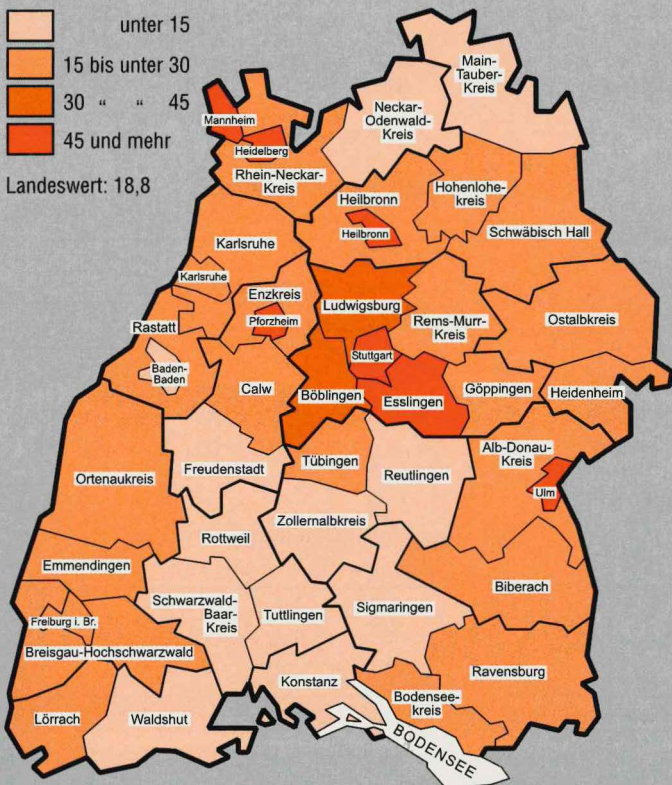 unter 15
15 bis unter 30
30 " " 45
45 und mehr
Landeswert: 18,8
Main-
Tauber-
Kreis
Neckar-
Odenwald-
Kreis
Mannheim
Heidelberg
Rhein-Neckar-
Kreis
Heilbronn
Heilbronn
Hohenlohe-
kreis
Schwäbisch Hall
Karlsruhe
Karlsruhe
Enzkreis
Pforzheim
Ludwigsburg
Rems-Murr-
Kreis
Ostalbkreis
Rastatt
Baden-
Baden
Calw
Böblingen
Stuttgart
Esslingen
Göppingen
Heidenheim
Freudenstadt
Tübingen
Reutlingen
Alb-Donau-
Kreis
Ulm
Ortenaukreis
Rottweil
Zollernalbkreis
Emmendingen
Freiburg i. Br.
Breisgau-Hochschwarzwald
Schwarzwald-
Baar-
Kreis
Tuttlingen
Sigmaringen
Biberach
Konstanz
Bodensee-
kreis
Ravensburg
Lörrach
Waldshut
BODENSEE